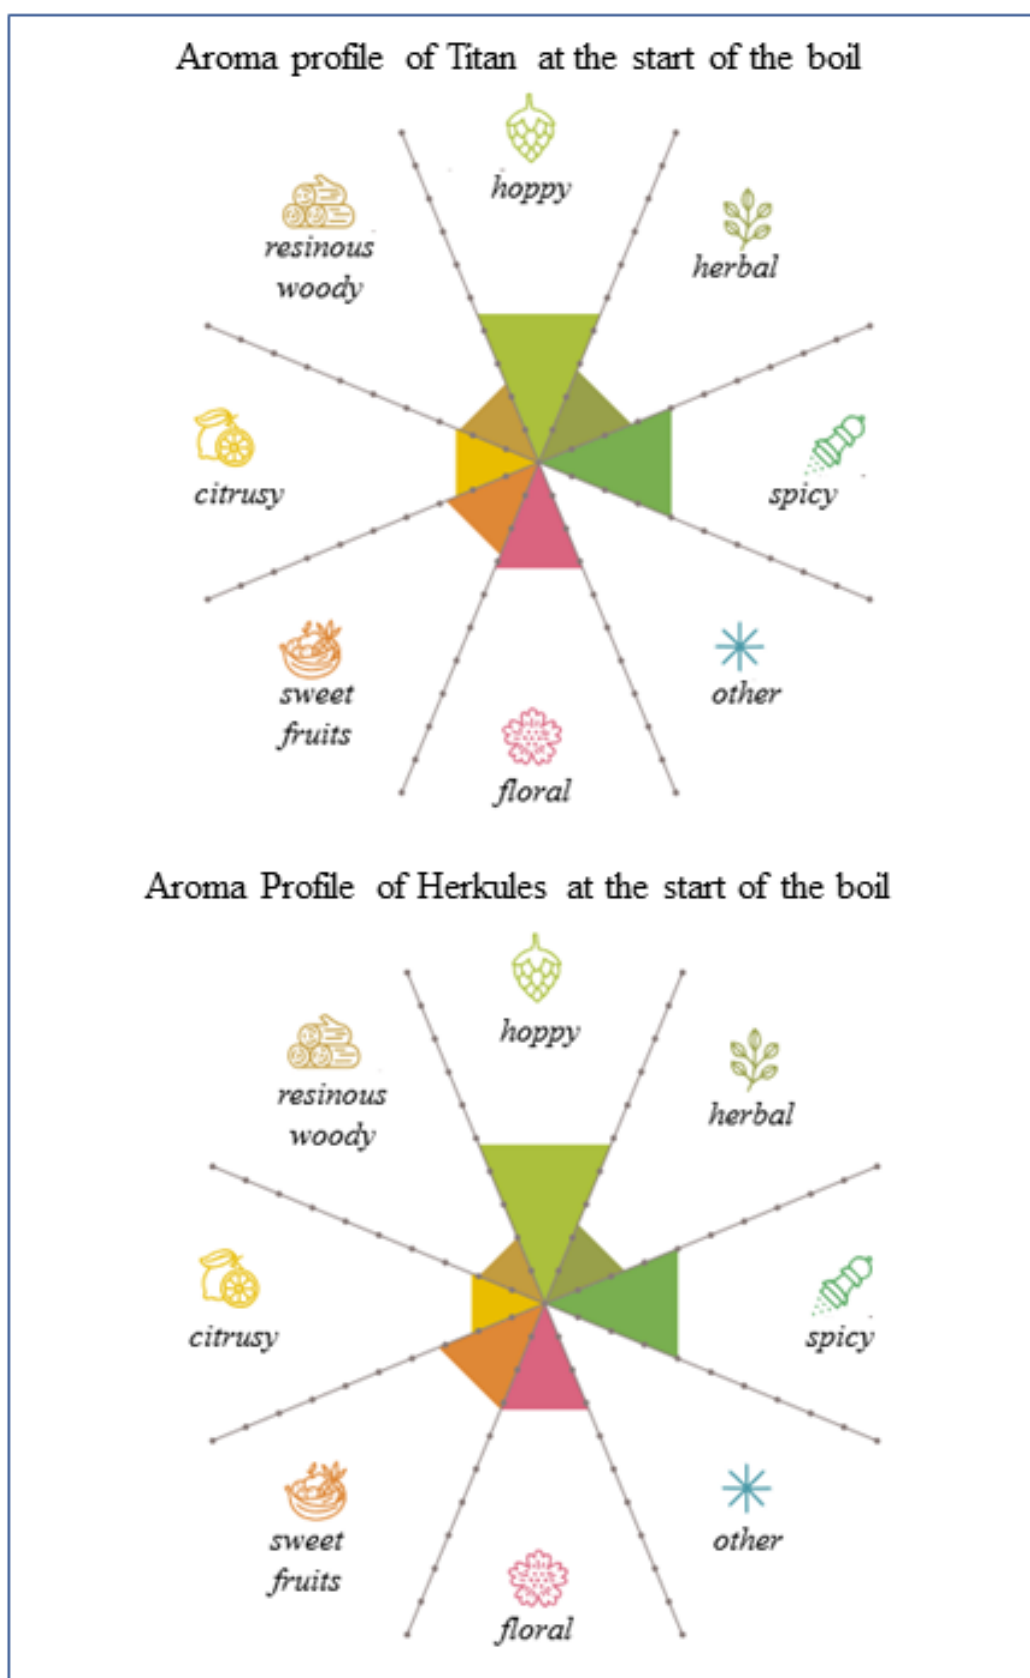 Aroma profile of Titan at the start of the boil
hoppy
resinous
woody
herbal
citrusy
spicy
sweet
fruits
other
floral
Aroma Profile of Herkules at the start of the boil
hoppy
resinous
woody
herbal
citrusy
spicy
sweet
fruits
other
floral